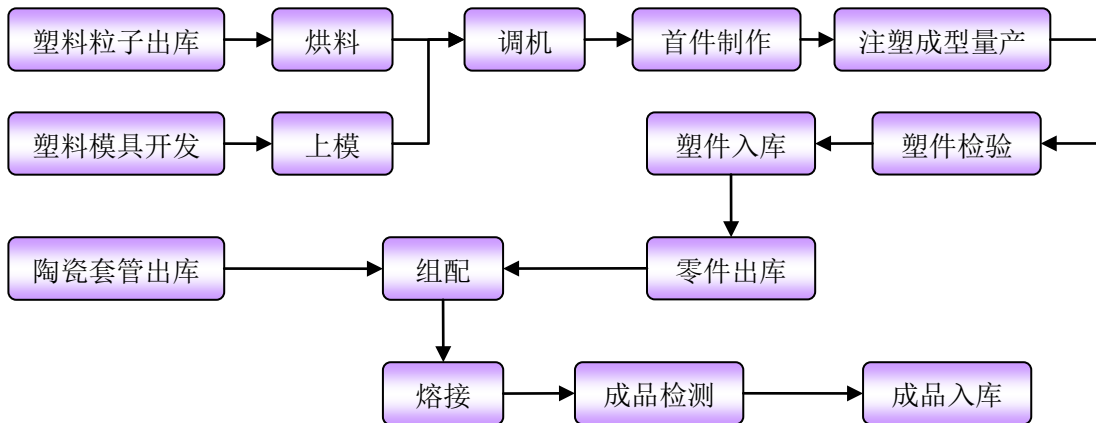 塑料粒子出库
烘料
调机
首件制作
注塑成型量产
塑料模具开发
上模
塑件入库
塑件检验
陶瓷套管出库
组配
零件出库
熔接
成品检测
成品入库